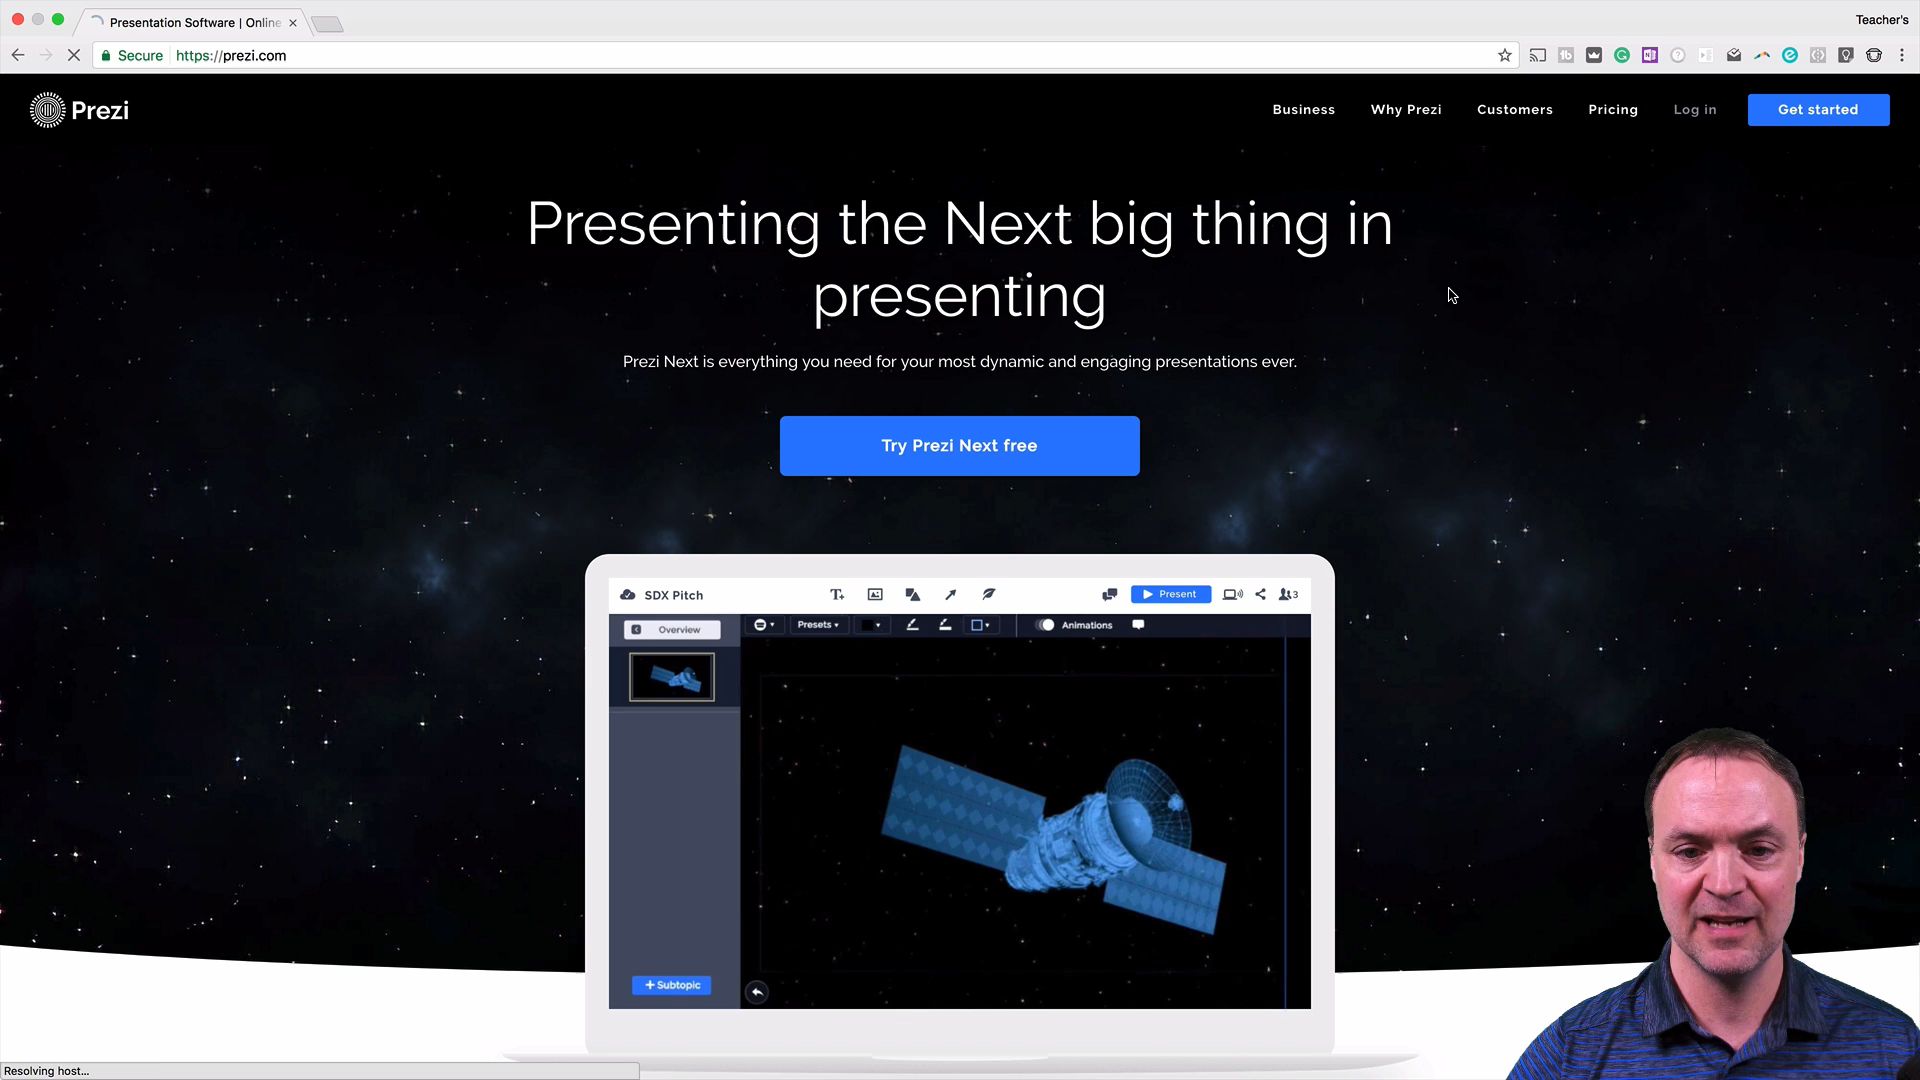 Presentation Software | Online
Teacher's
Secure https://prezi.com
Prezi
Business Why Prezi Customers Pricing Log in Get started
Presenting the Next big thing in
presenting
Prezi Next is everything you need for your most dynamic and engaging presentations ever.
Try Prezi Next free
SDX Pitch
Present
3
Overview
Presets
Animations
+ Subtopic
Resolving host...